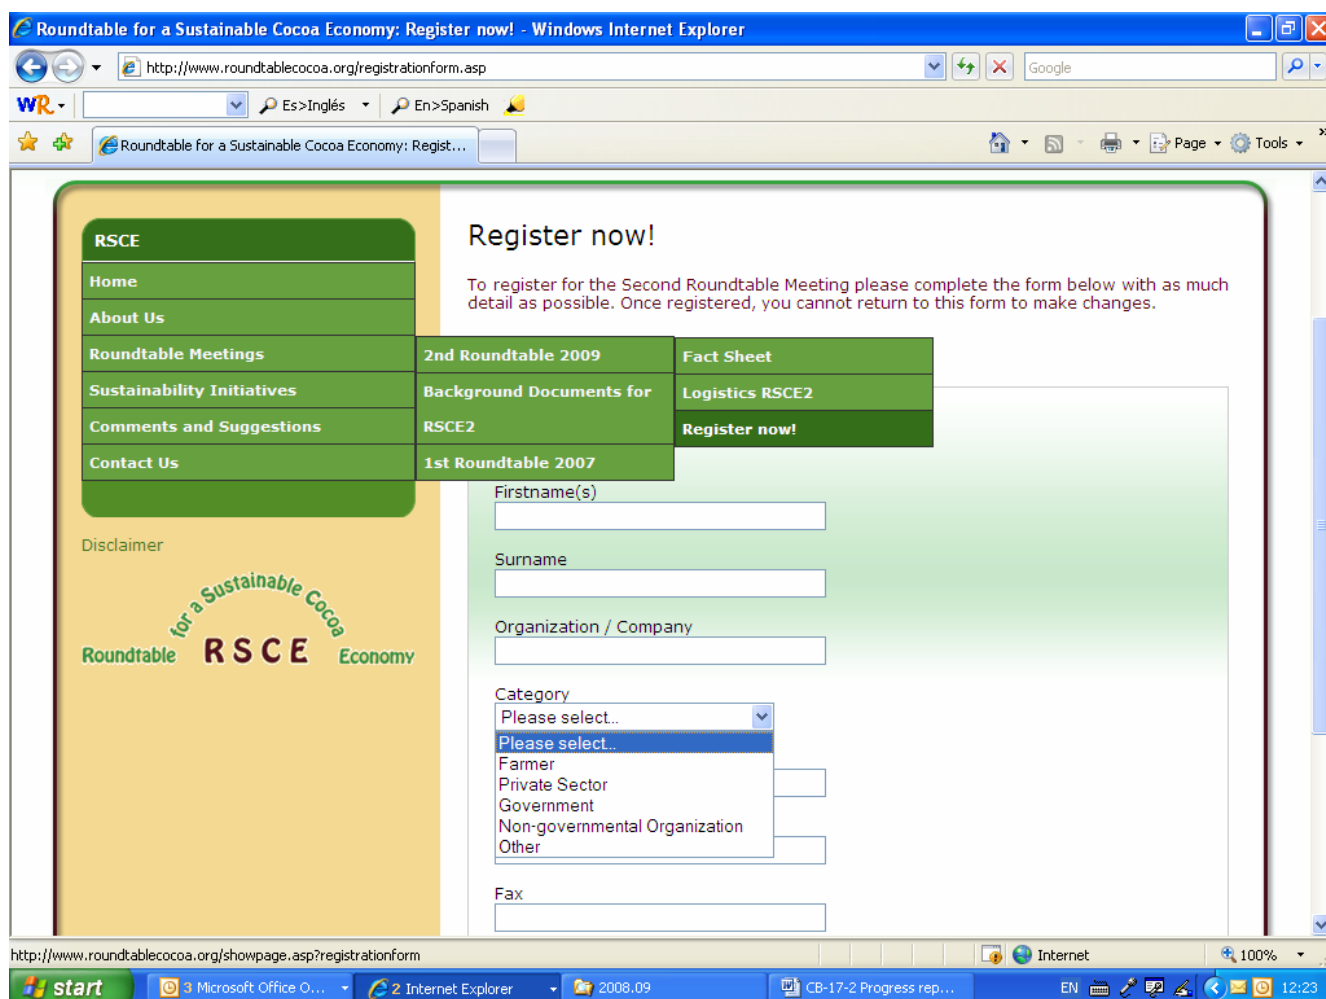 Roundtable for a Sustainable Cocoa Economy: Register now! - Windows Internet Explorer
http://www.roundtablecocoa.org/registrationform.asp
Google
WR
Es>Inglés
En>Spanish
Roundtable for a Sustainable Cocoa Economy: Regist...
Page
Tools
RSCE
Home
About Us
Roundtable Meetings
Sustainability Initiatives
Comments and Suggestions
Contact Us
2nd Roundtable 2009
Background Documents for
RSCE2
1st Roundtable 2007
Fact Sheet
Logistics RSCE2
Register now!
Disclaimer
Roundtable for a Sustainable Cocoa Economy
RSCE
Register now!
To register for the Second Roundtable Meeting please complete the form below with as much
detail as possible. Once registered, you cannot return to this form to make changes.
Firstname(s)
Surname
Organization / Company
Category
Please select...
Please select...
Farmer
Private Sector
Government
Non-governmental Organization
Other
Fax
http://www.roundtablecocoa.org/showpage.asp?registrationform
Internet
100%
start
3 Microsoft Office O...
2 Internet Explorer
2008.09
CB-17-2 Progress rep...
EN
12:23